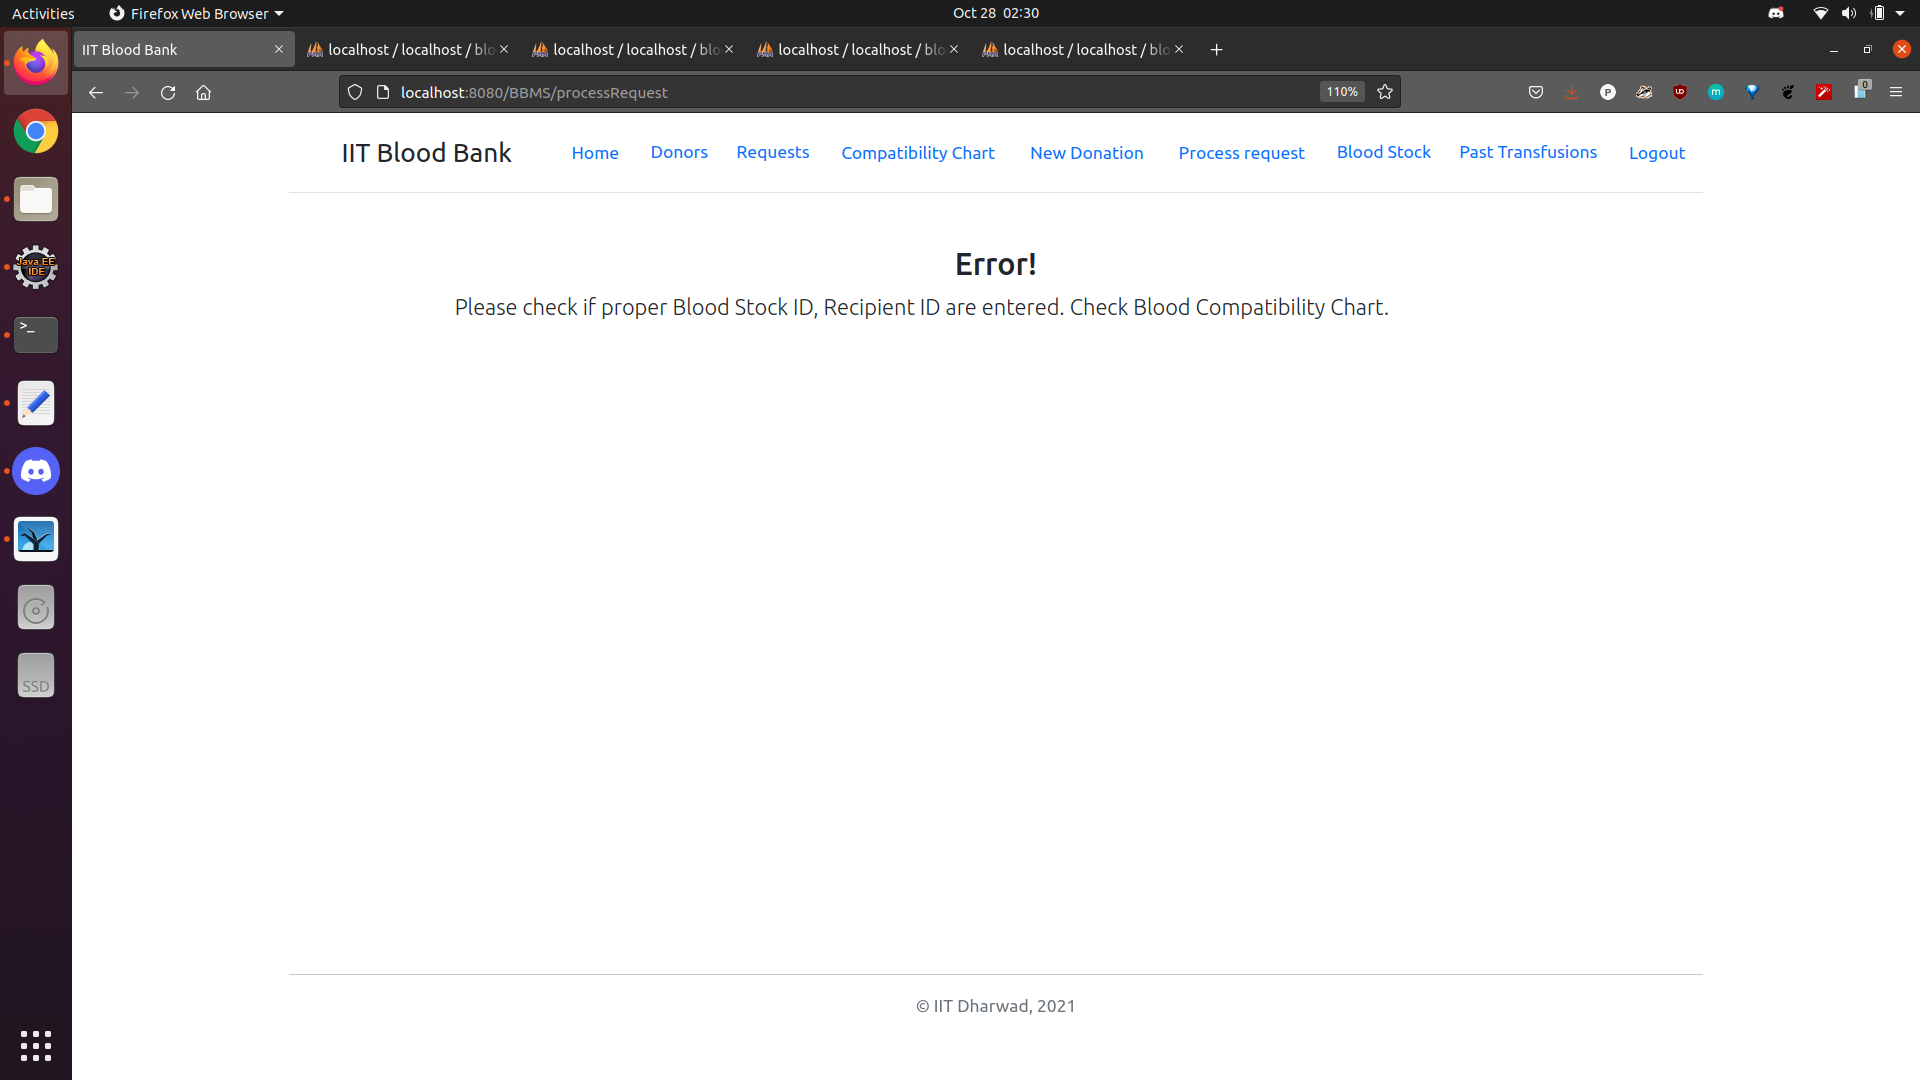 Activities
Firefox Web Browser
Oct 28 02:30
IIT Blood Bank
localhost / localhost / blo
localhost / localhost / blo
localhost / localhost / blo
localhost / localhost / blo
localhost:8080/BBMS/processRequest
110%
P
m
0
IIT Blood Bank
Home
Donors
Requests
Compatibility Chart
New Donation
Process request
Blood Stock
Past Transfusions
Logout
Java EE
IDE
>_
Error!
Please check if proper Blood Stock ID, Recipient ID are entered. Check Blood Compatibility Chart.
SSD
© IIT Dharwad, 2021